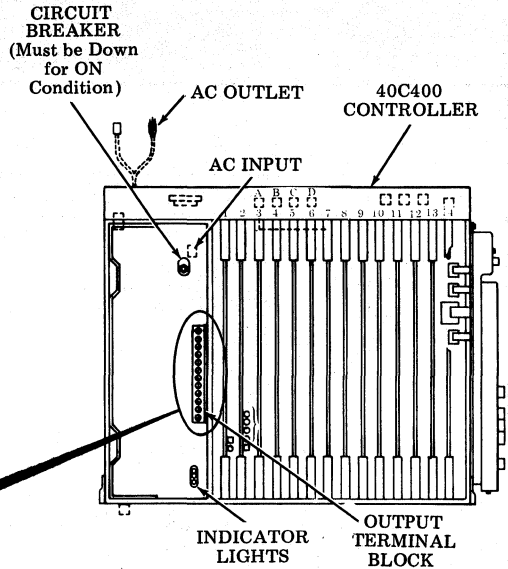 CIRCUIT
BREAKER
(Must be Down
for ON
Condition)
AC OUTLET
40C400
CONTROLLER
AC INPUT
A B C D
1 2 3 4 5 6 7 8 9 10 11 12 13 14
INDICATOR
LIGHTS
OUTPUT
TERMINAL
BLOCK